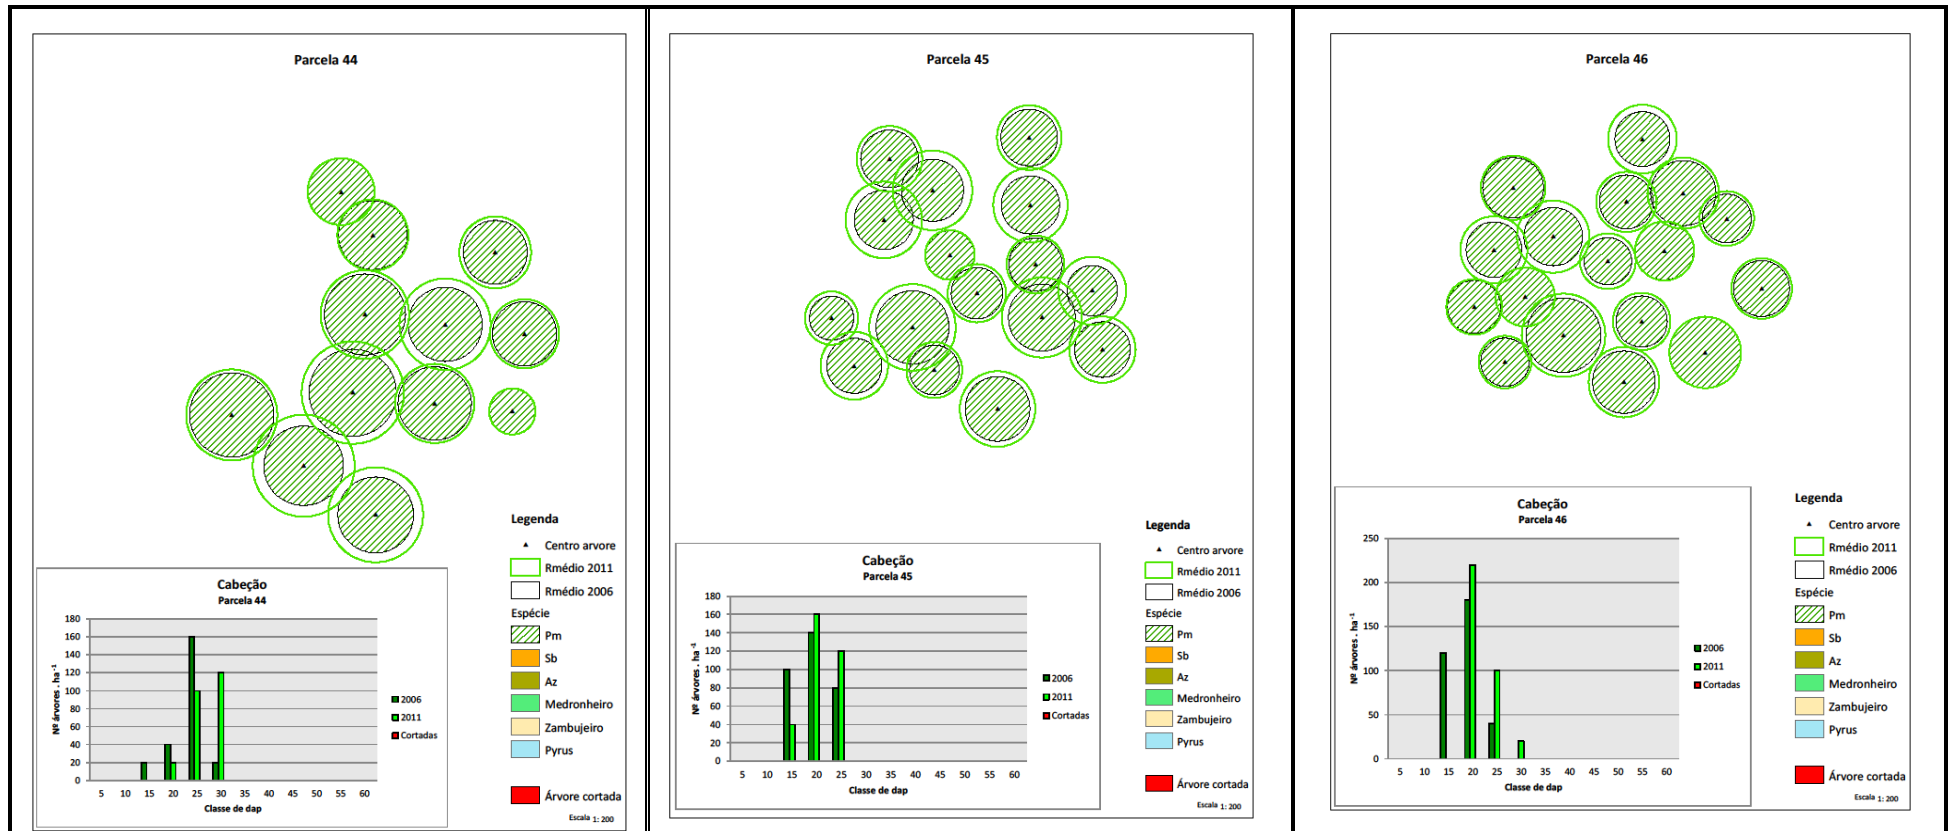 Parcela 44
Legenda
Centro arvore
Rmédio 2011
Rmédio 2006
Espécie
Pm
Sb
Az
Medronheiro
Zambujeiro
Pyrus
Árvore cortada
Escala 1: 200
Cabeção
Parcela 44
Nº árvores . ha⁻¹
180
160
140
120
100
80
60
40
20
0
5 10 15 20 25 30 35 40 45 50 55 60
Classe de dap
2006
2011
Cortadas
Parcela 45
Legenda
Centro arvore
Rmédio 2011
Rmédio 2006
Espécie
Pm
Sb
Az
Medronheiro
Zambujeiro
Pyrus
Árvore cortada
Escala 1: 200
Cabeção
Parcela 45
Nº árvores . ha⁻¹
180
160
140
120
100
80
60
40
20
0
5 10 15 20 25 30 35 40 45 50 55 60
Classe de dap
2006
2011
Cortadas
Parcela 46
Legenda
Centro arvore
Rmédio 2011
Rmédio 2006
Espécie
Pm
Sb
Az
Medronheiro
Zambujeiro
Pyrus
Árvore cortada
Escala 1: 200
Cabeção
Parcela 46
Nº árvores . ha⁻¹
250
200
150
100
50
0
5 10 15 20 25 30 35 40 45 50 55 60
Classe de dap
2006
2011
Cortadas